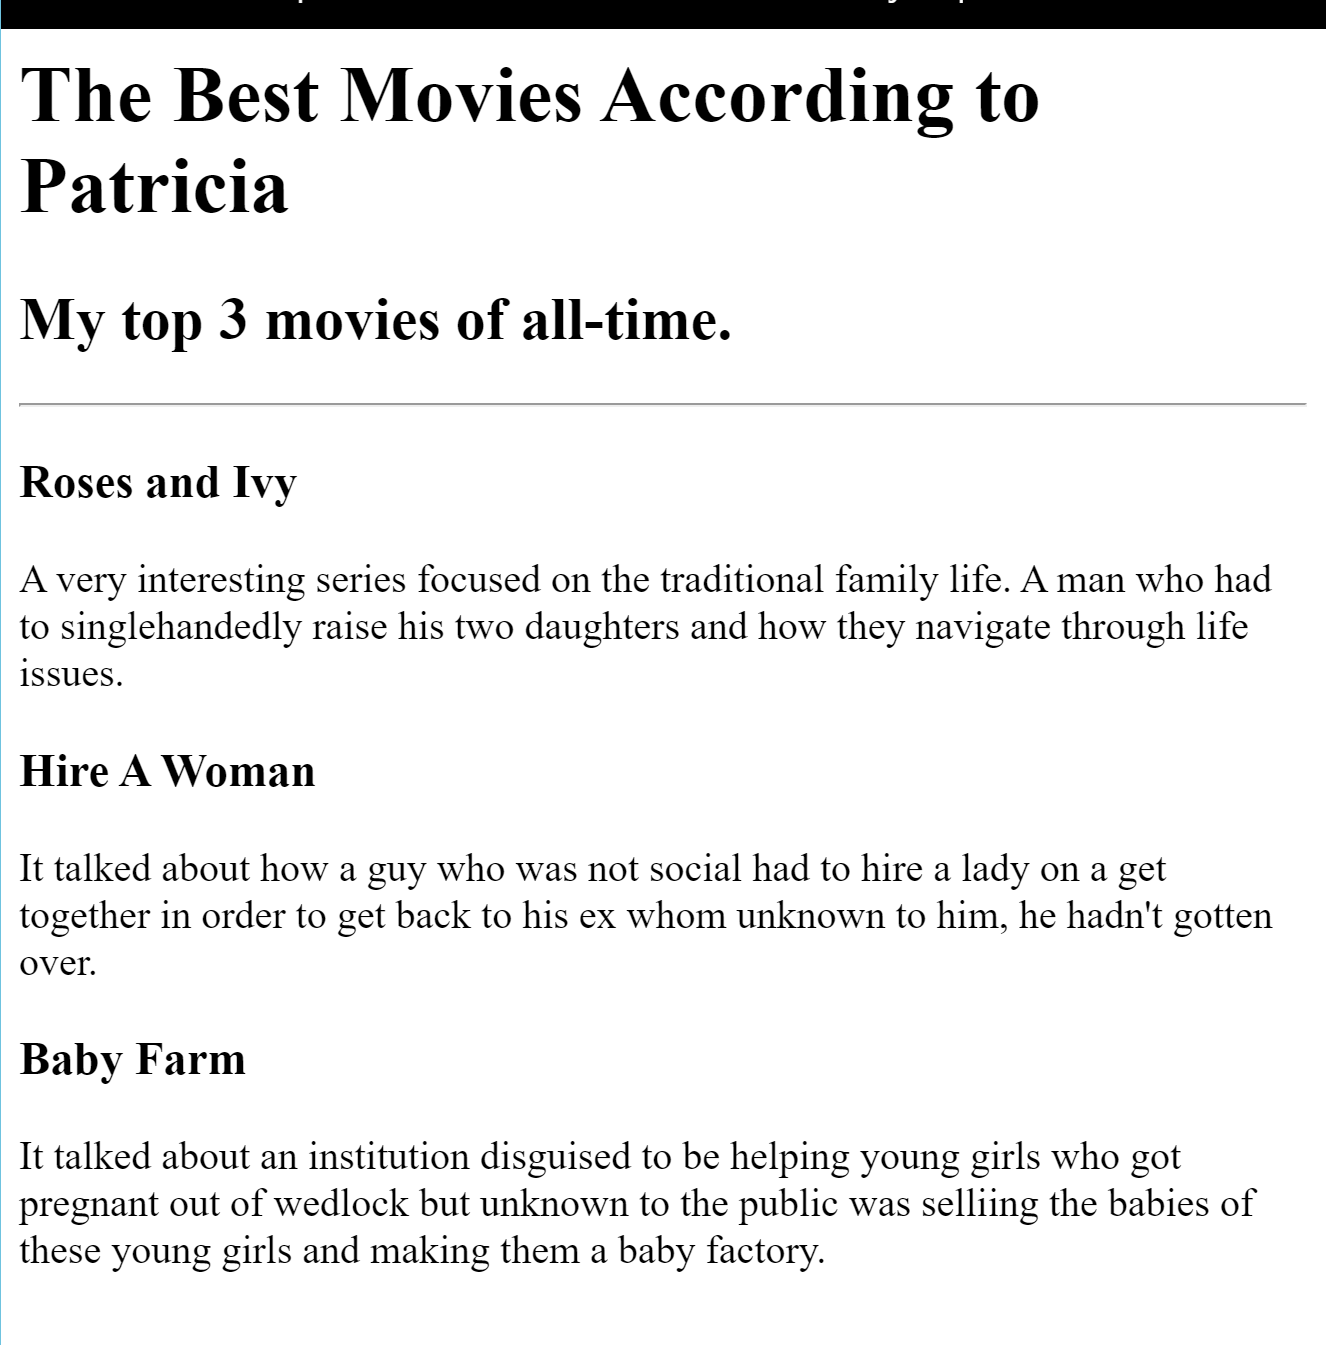 The Best Movies According to
Patricia
My top 3 movies of all-time.
Roses and Ivy
A very interesting series focused on the traditional family life. A man who had
to singlehandedly raise his two daughters and how they navigate through life
issues.
Hire A Woman
It talked about how a guy who was not social had to hire a lady on a get
together in order to get back to his ex whom unknown to him, he hadn't gotten
over.
Baby Farm
It talked about an institution disguised to be helping young girls who got
pregnant out of wedlock but unknown to the public was selliing the babies of
these young girls and making them a baby factory.